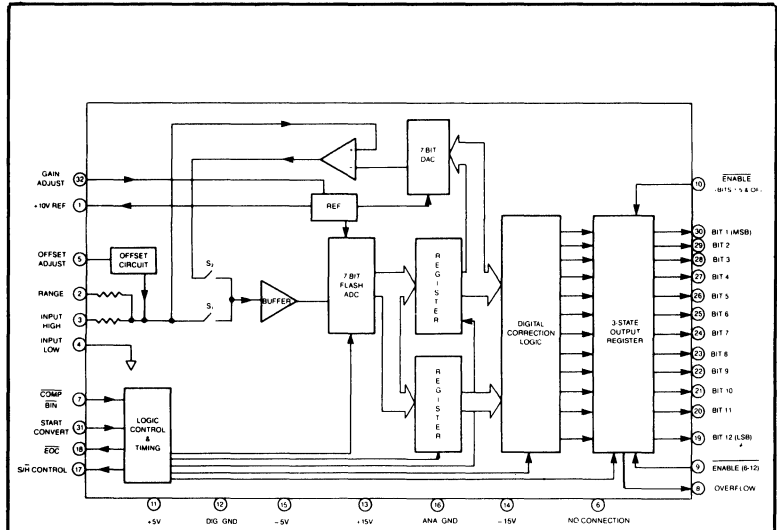 7 BIT
DAC
GAIN
ADJUST
32
+10V REF
1
REF
10
ENABLE
OFFSET
ADJUST
5
OFFSET
CIRCUIT
RANGE
2
INPUT
HIGH
3
INPUT
LOW
4
S₂
S₁
BUFFER
7 BIT
FLASH
ADC
REGISTER
REGISTER
DIGITAL
CORRECTION
LOGIC
3-STATE
OUTPUT
REGISTER
30 BIT 1 (MSB)
29 BIT 2
28 BIT 3
27 BIT 4
26 BIT 5
25 BIT 6
24 BIT 7
23 BIT 8
22 BIT 9
21 BIT 10
20 BIT 11
19 BIT 12 (LSB)
9 ENABLE (6-12)
8 OVERFLOW
COMP
BIN
7
START
CONVERT
31
EOC
18
S/H CONTROL
17
LOGIC
CONTROL
&
TIMING
11 12 15 13 16 14 6
+5V DIG GND -5V +15V ANA GND -15V NO CONNECTION